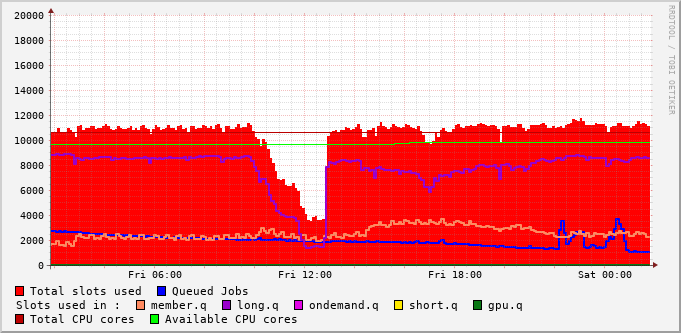 20000
18000
16000
14000
12000
10000
8000
6000
4000
2000
0
Fri 06:00 Fri 12:00 Fri 18:00 Sat 00:00
Total slots used Queued Jobs
Slots used in : member.q long.q ondemand.q short.q gpu.q
Total CPU cores Available CPU cores
RRDTOOL / TOBI OETIKER